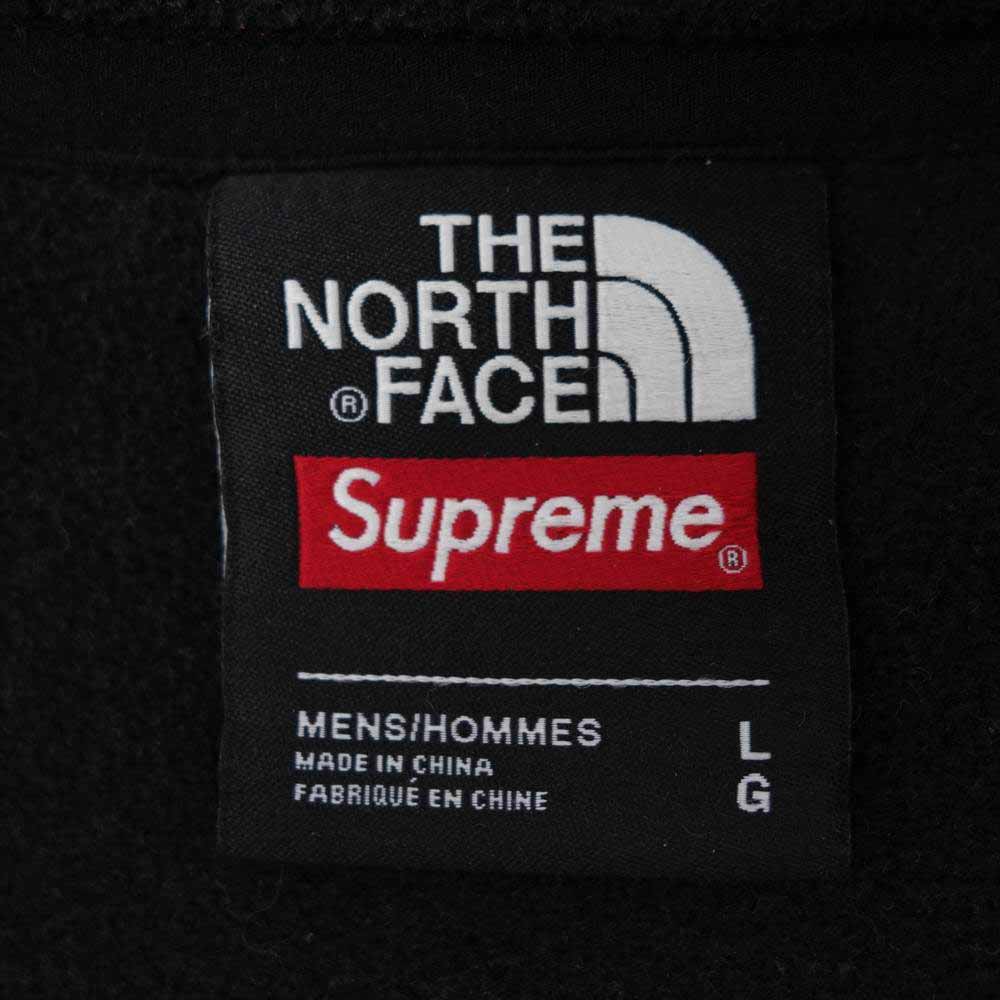 THE
NORTH
® FACE
Supreme®
MENS/HOMMES L
MADE IN CHINA
FABRIQUÉ EN CHINE G